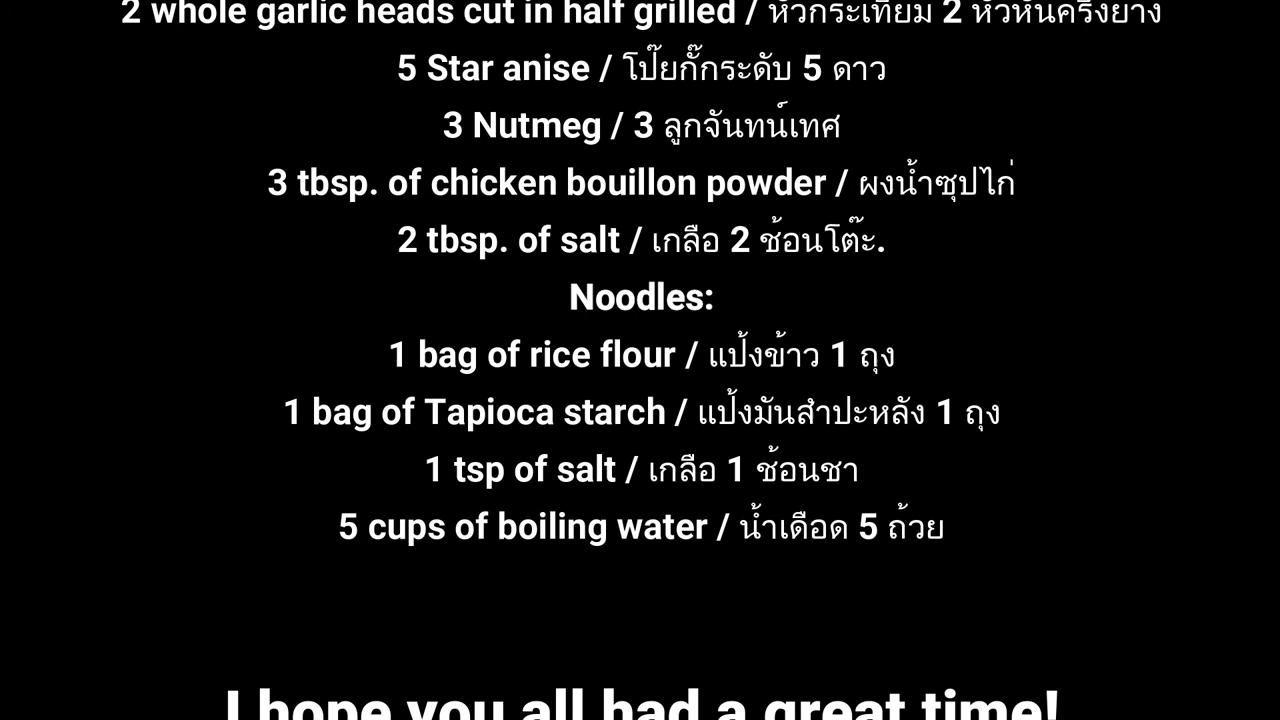 2 whole garlic heads cut in half grilled / หัวกระเทียม 2 หัวหั่นครึ่งย่าง
5 Star anise / โป๊ยกั๊กระดับ 5 ดาว
3 Nutmeg / 3 ลูกจันทน์เทศ
3 tbsp. of chicken bouillon powder / ผงน้ำซุปไก่
2 tbsp. of salt / เกลือ 2 ช้อนโต๊ะ.
Noodles:
1 bag of rice flour / แป้งข้าว 1 ถุง
1 bag of Tapioca starch / แป้งมันสำปะหลัง 1 ถุง
1 tsp of salt / เกลือ 1 ช้อนชา
5 cups of boiling water / น้ำเดือด 5 ถ้วย
I hope you all had a great time!